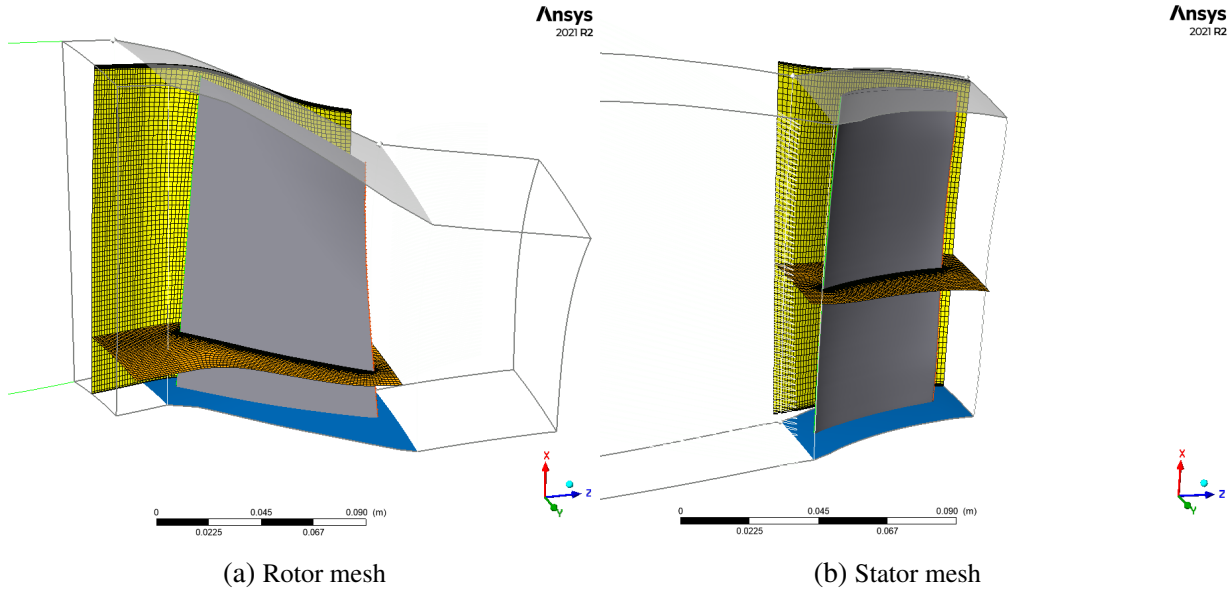 Ansys
2021 R2
X
Z
Y
0 0.045 0.090 (m)
0.0225 0.067
(a) Rotor mesh
Ansys
2021 R2
X
Z
Y
0 0.045 0.090 (m)
0.0225 0.067
(b) Stator mesh